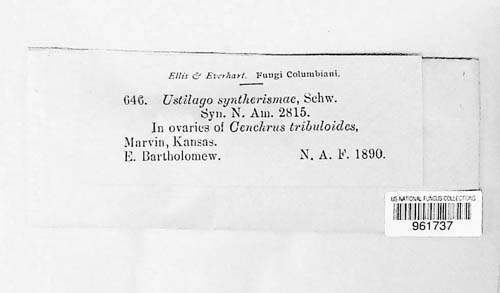 Ellis & Everhart. Fungi Columbiani.
646. Ustilago syntherismae, Schw.
Syn. N. Am. 2815.
In ovaries of Cenchrus tribuloides,
Marvin, Kansas.
E. Bartholomew. N. A. F. 1890.
US NATIONAL FUNGUS COLLECTIONS
961737